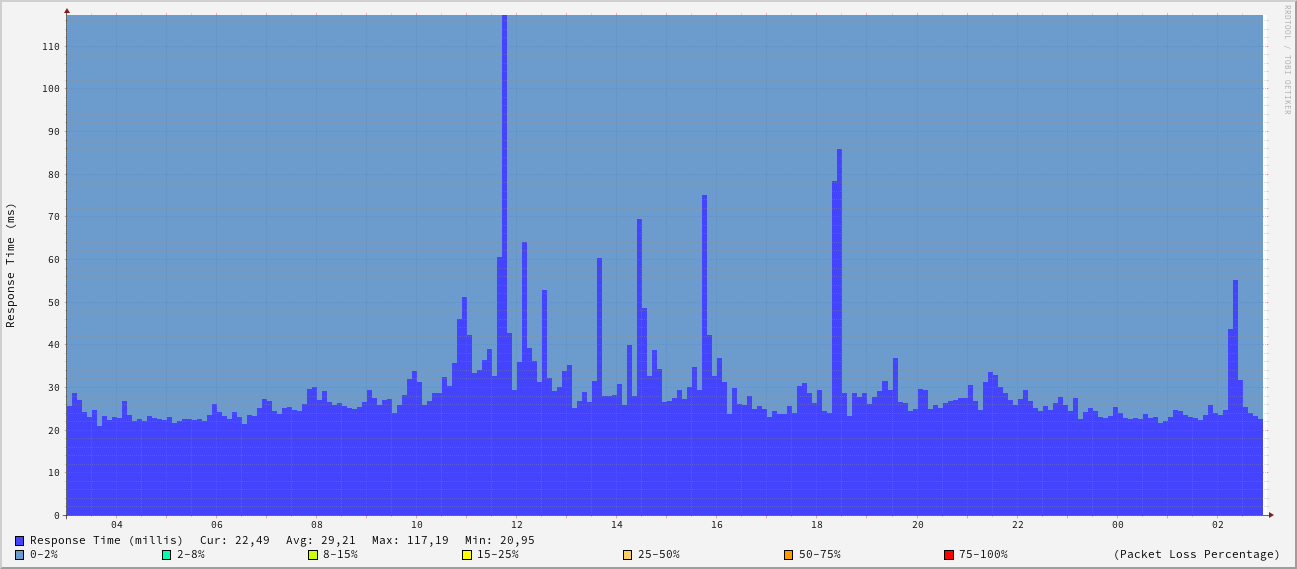 RRDTOOL / TOBI OETIKER
Response Time (ms)
110
100
90
80
70
60
50
40
30
20
10
0
04 06 08 10 12 14 16 18 20 22 00 02
Response Time (millis) Cur: 22,49 Avg: 29,21 Max: 117,19 Min: 20,95
0-2% 2-8% 8-15% 15-25% 25-50% 50-75% 75-100% (Packet Loss Percentage)